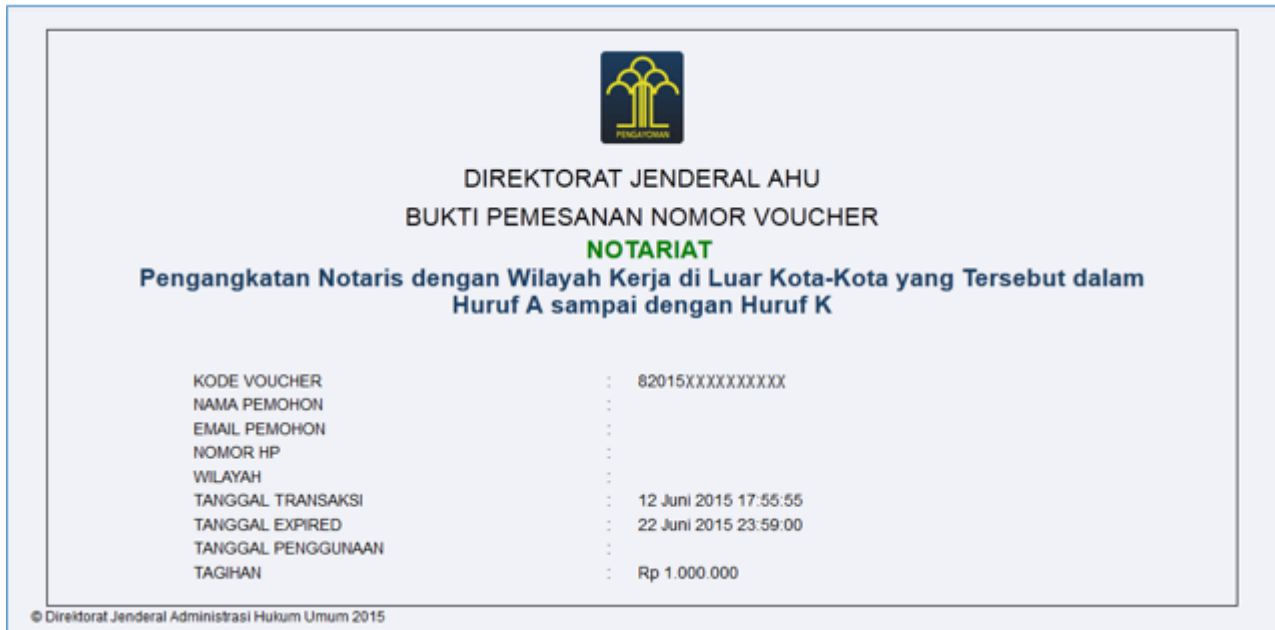 PENGAYOMAN
DIREKTORAT JENDERAL AHU
BUKTI PEMESANAN NOMOR VOUCHER
NOTARIAT
Pengangkatan Notaris dengan Wilayah Kerja di Luar Kota-Kota yang Tersebut dalam
Huruf A sampai dengan Huruf K
KODE VOUCHER : 82015XXXXXXXXXX
NAMA PEMOHON :
EMAIL PEMOHON :
NOMOR HP :
WILAYAH :
TANGGAL TRANSAKSI : 12 Juni 2015 17:55:55
TANGGAL EXPIRED : 22 Juni 2015 23:59:00
TANGGAL PENGGUNAAN :
TAGIHAN : Rp 1.000.000
© Direktorat Jenderal Administrasi Hukum Umum 2015